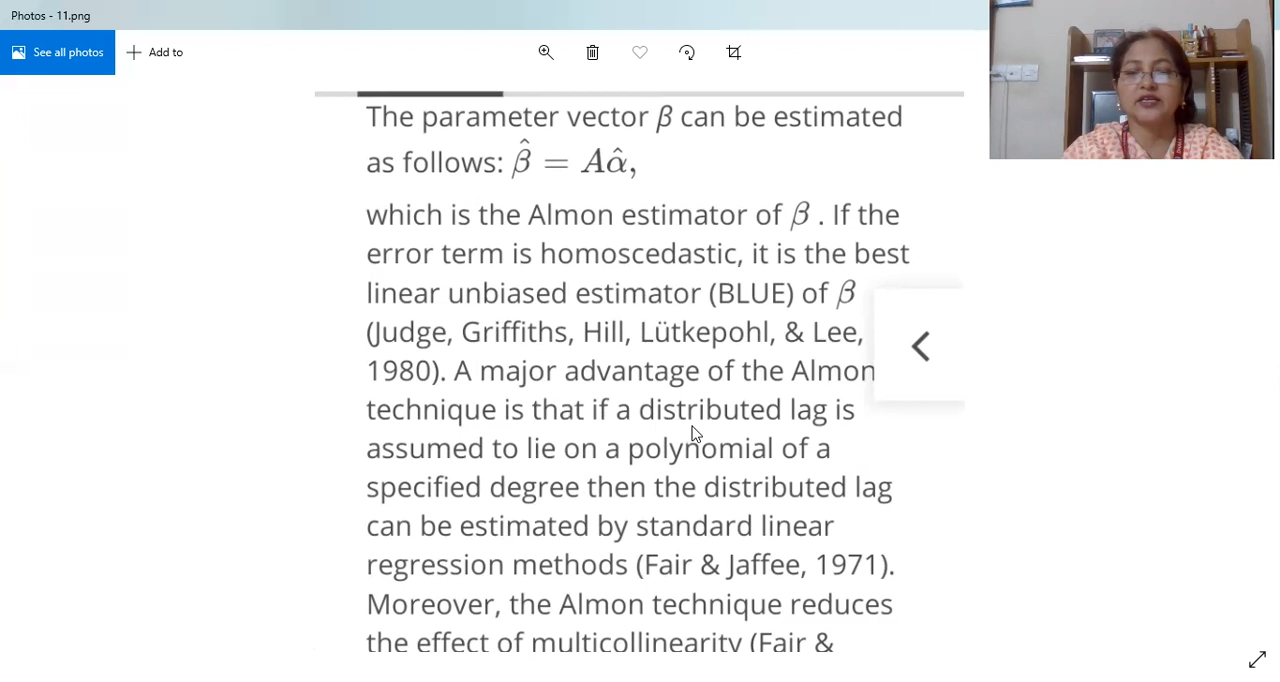 Photos - 11.png
See all photos
Add to
The parameter vector β can be estimated
as follows: β̂ = Aα̂,
which is the Almon estimator of β . If the
error term is homoscedastic, it is the best
linear unbiased estimator (BLUE) of β
(Judge, Griffiths, Hill, Lütkepohl, & Lee,
1980). A major advantage of the Almon
technique is that if a distributed lag is
assumed to lie on a polynomial of a
specified degree then the distributed lag
can be estimated by standard linear
regression methods (Fair & Jaffee, 1971).
Moreover, the Almon technique reduces
the effect of multicollinearity (Fair &